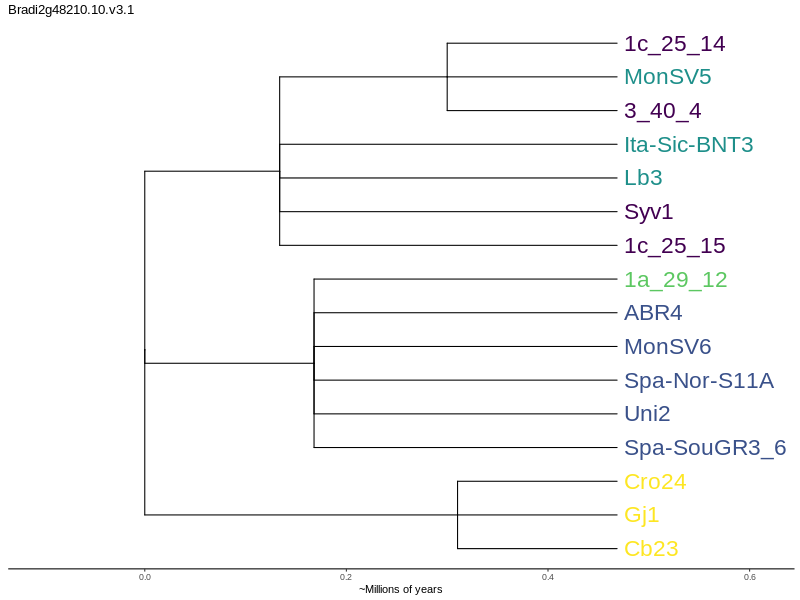 Bradi2g48210.10.v3.1
1c_25_14
MonSV5
3_40_4
Ita-Sic-BNT3
Lb3
Syv1
1c_25_15
1a_29_12
ABR4
MonSV6
Spa-Nor-S11A
Uni2
Spa-SouGR3_6
Cro24
Gj1
Cb23
0.0 0.2 0.4 0.6
~Millions of years